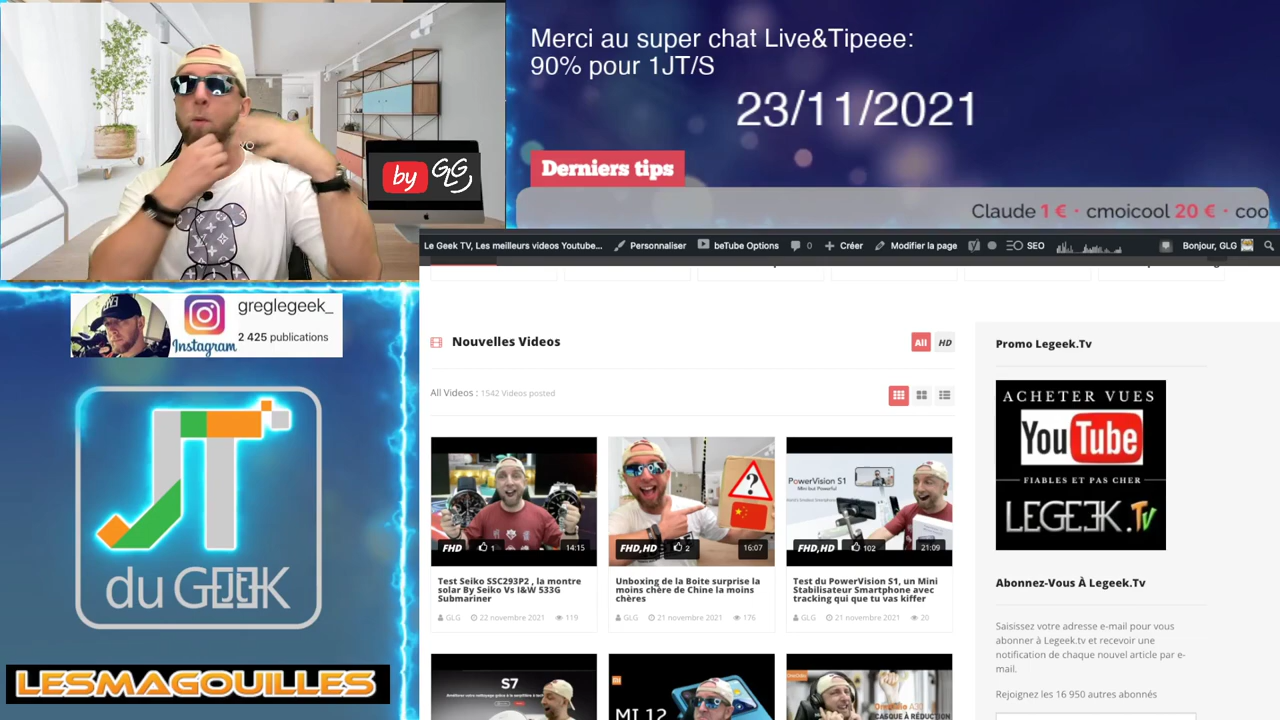 Merci au super chat Live&Tipeee:
90% pour 1JT/S
23/11/2021
Derniers tips
Claude 1 € · cmoicool 20 € · coo
by GLG
Le Geek TV, Les meilleurs videos Youtube... Personnaliser beTube Options 0 Créer Modifier la page SEO Bonjour, GLG
greglegeek_
2 425 publications
Instagram
JT
du GEEK
LESMAGOUILLES
Nouvelles Videos
All HD
All Videos : 1542 Videos posted
FHD 1 14:15
Test Seiko SSC293P2 , la montre
solar By Seiko Vs I&W 533G
Submariner
GLG 22 novembre 2021 119
?
FHD,HD 2 16:07
Unboxing de la Boite surprise la
moins chère de Chine la moins
chères
GLG 21 novembre 2021 176
PowerVision S1
FHD,HD 102 21:09
Test du PowerVision S1, un Mini
Stabilisateur Smartphone avec
tracking qui que tu vas kiffer
GLG 21 novembre 2021 20
S7
MI 12
OneOdio A30
CASQUE À RÉDUCTION
Promo Legeek.Tv
ACHETER VUES
YouTube
FIABLES ET PAS CHER
LEGEEK.Tv
Abonnez-Vous À Legeek.Tv
Saisissez votre adresse e-mail pour vous
abonner à Legeek.tv et recevoir une
notification de chaque nouvel article par e-
mail.
Rejoignez les 16 950 autres abonnés